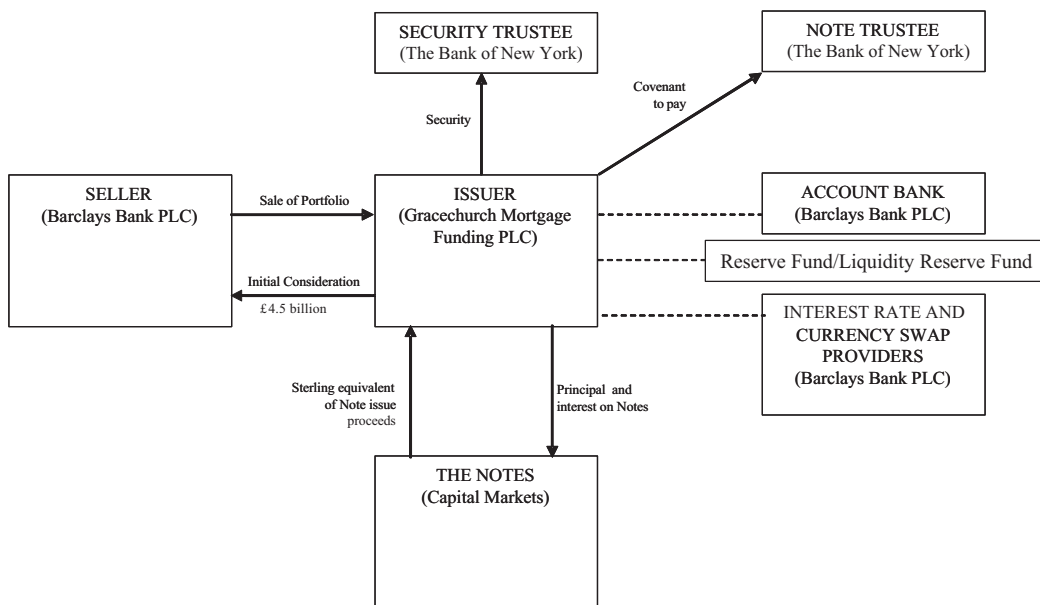 SECURITY TRUSTEE
(The Bank of New York)
NOTE TRUSTEE
(The Bank of New York)
Covenant
to pay
Security
SELLER
(Barclays Bank PLC)
Sale of Portfolio
ISSUER
(Gracechurch Mortgage
Funding PLC)
ACCOUNT BANK
(Barclays Bank PLC)
Reserve Fund/Liquidity Reserve Fund
Initial Consideration
£4.5 billion
INTEREST RATE AND
CURRENCY SWAP
PROVIDERS
(Barclays Bank PLC)
Sterling equivalent
of Note issue
proceeds
Principal and
interest on Notes
THE NOTES
(Capital Markets)